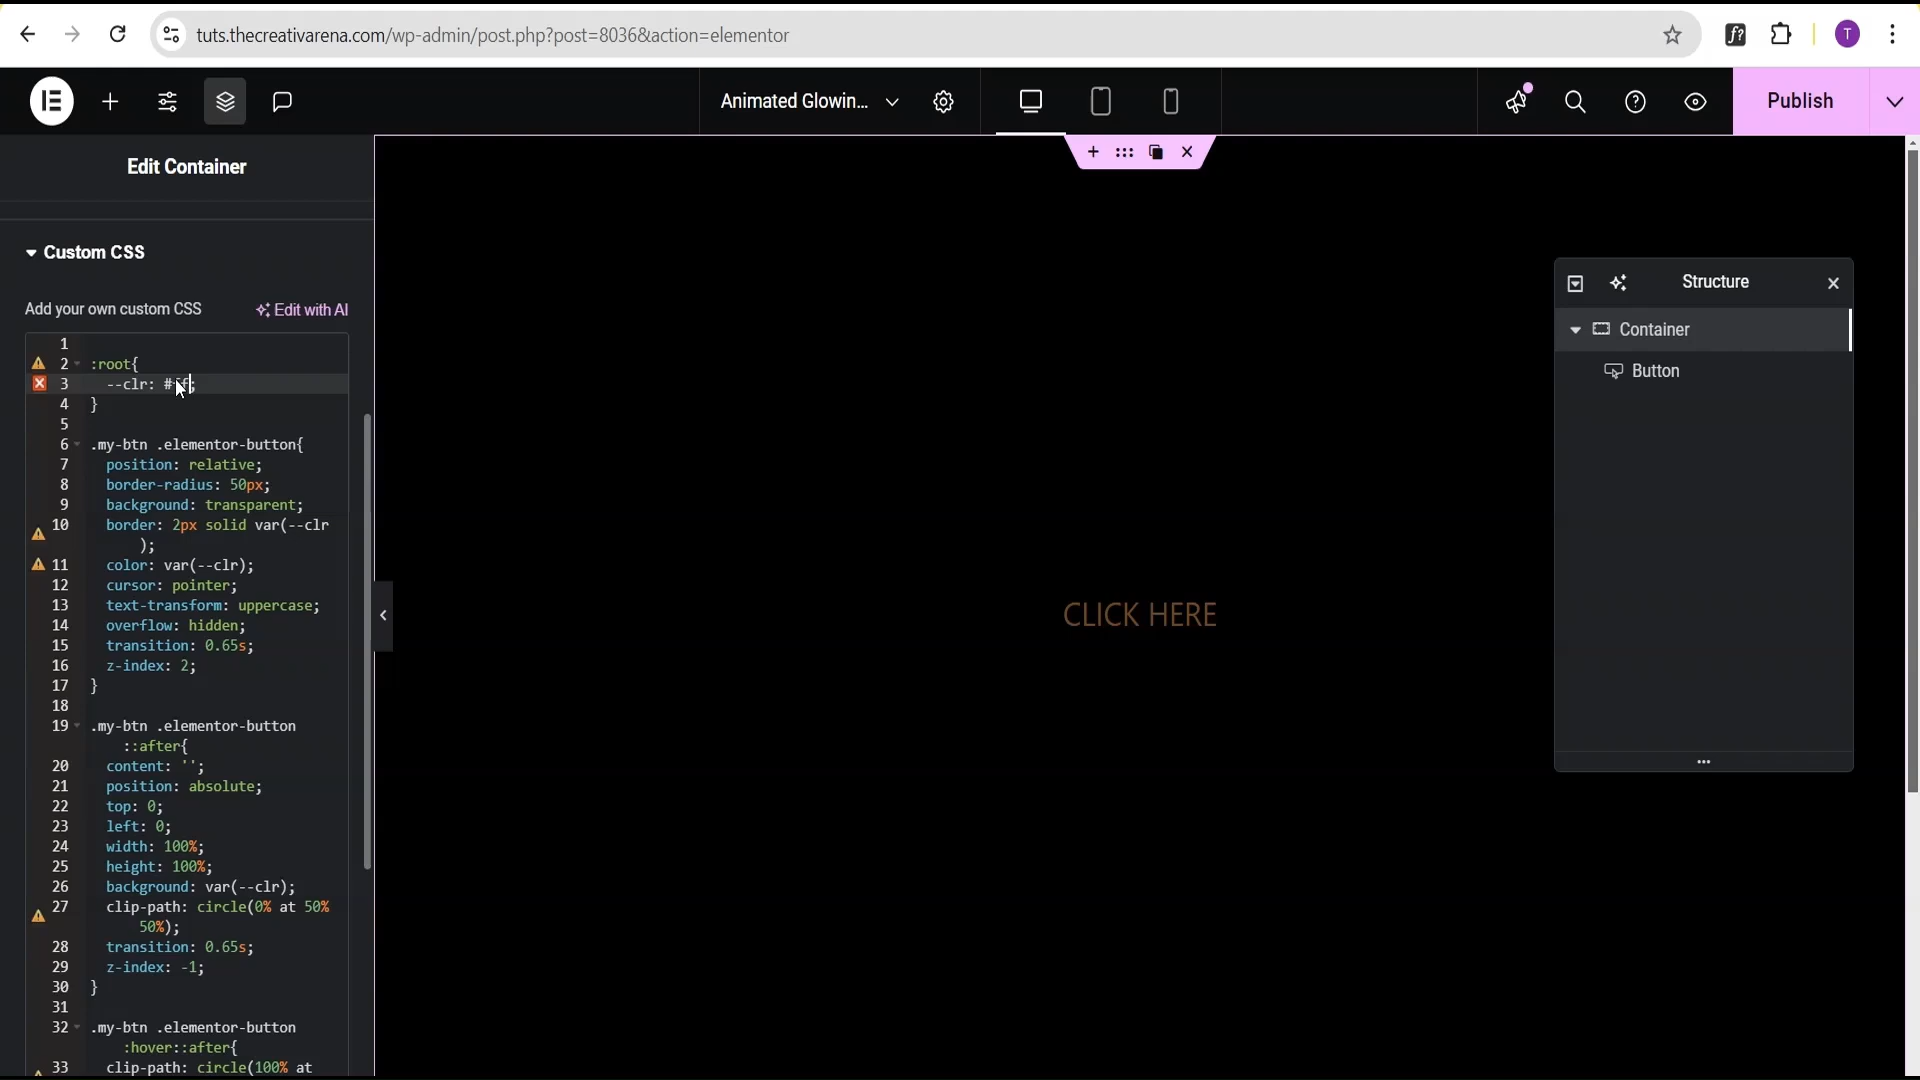 tuts.thecreativarena.com/wp-admin/post.php?post=8036&action=elementor
f?
T
Animated Glowin...
Publish
Edit Container
Custom CSS
Add your own custom CSS
Edit with AI
1
2 :root{
3 --clr:
4 }
5
6 .my-btn .elementor-button{
7 position: relative;
8 border-radius: 50px;
9 background: transparent;
10 border: 2px solid var(--clr
);
11 color: var(--clr);
12 cursor: pointer;
13 text-transform: uppercase;
14 overflow: hidden;
15 transition: 0.65s;
16 z-index: 2;
17 }
18
19 .my-btn .elementor-button
::after{
20 content: '';
21 position: absolute;
22 top: 0;
23 left: 0;
24 width: 100%;
25 height: 100%;
26 background: var(--clr);
27 clip-path: circle(0% at 50%
50%);
28 transition: 0.65s;
29 z-index: -1;
30 }
31
32 .my-btn .elementor-button
:hover::after{
33 clip-path: circle(100% at
CLICK HERE
Structure
Container
Button